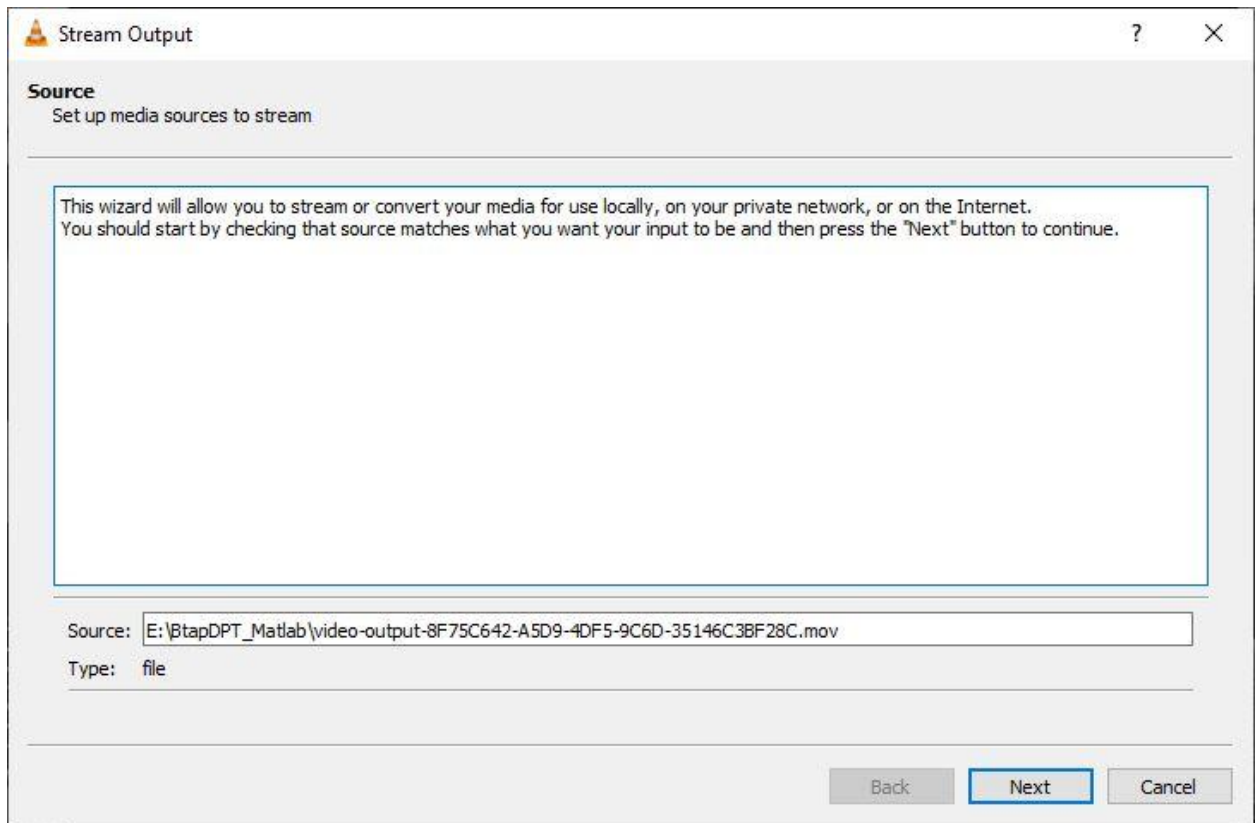 Stream Output
?
Source
Set up media sources to stream
This wizard will allow you to stream or convert your media for use locally, on your private network, or on the Internet.
You should start by checking that source matches what you want your input to be and then press the "Next" button to continue.
Source: E:\BtapDPT_Matlab\video-output-8F75C642-A5D9-4DF5-9C6D-35146C3BF28C.mov
Type: file
Back Next Cancel